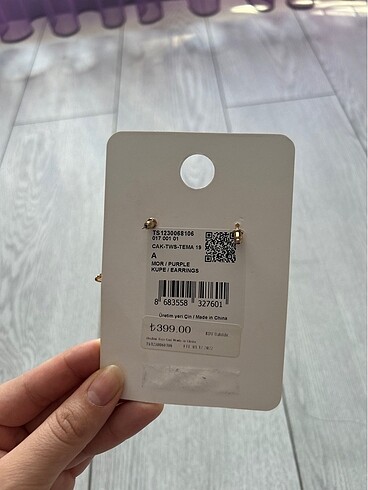 TS1230068106
017 001 01
CAK-TWS-TEMA 19
A
MOR / PURPLE
KUPE / EARRINGS
8 683558 327601
Üretim yeri Çin / Made in China
₺399.00